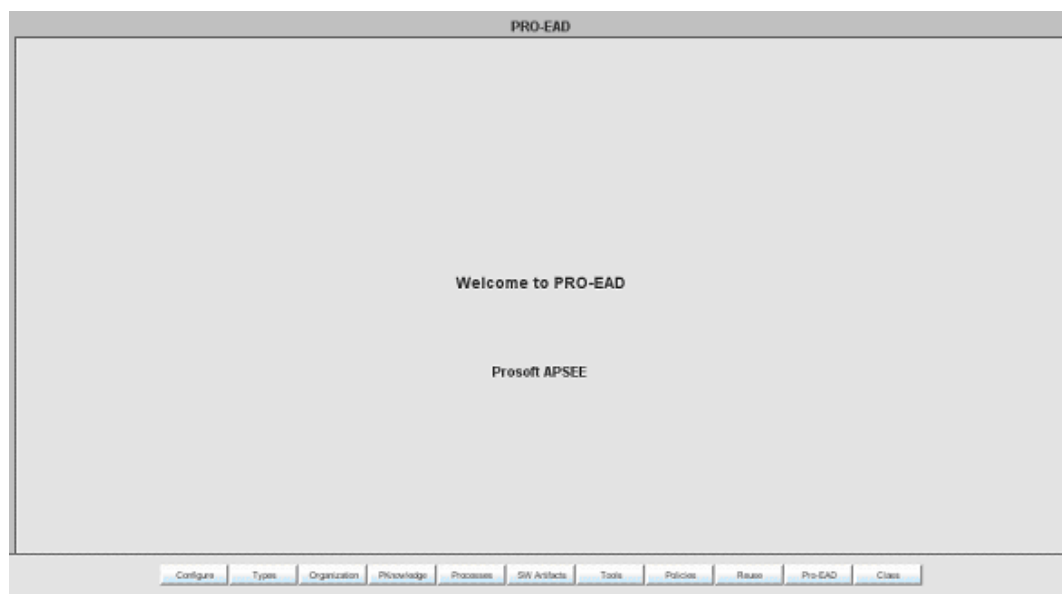 PRO-EAD
Welcome to PRO-EAD
Prosoft APSEE
Configure Types Organization PKnowledge Processes SW Artifacts Tools Policies Reuse Pro-EAD Class